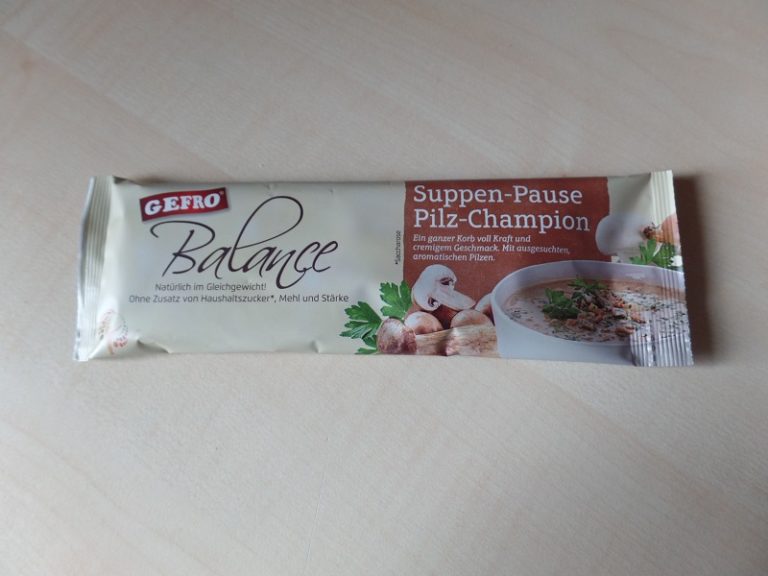 GEFRO
Balance
Natürlich im Gleichgewicht!
Ohne Zusatz von Haushaltszucker*, Mehl und Stärke
*Saccharose
Suppen-Pause
Pilz-Champion
Ein ganzer Korb voll Kraft und
cremigem Geschmack. Mit ausgesuchten,
aromatischen Pilzen.